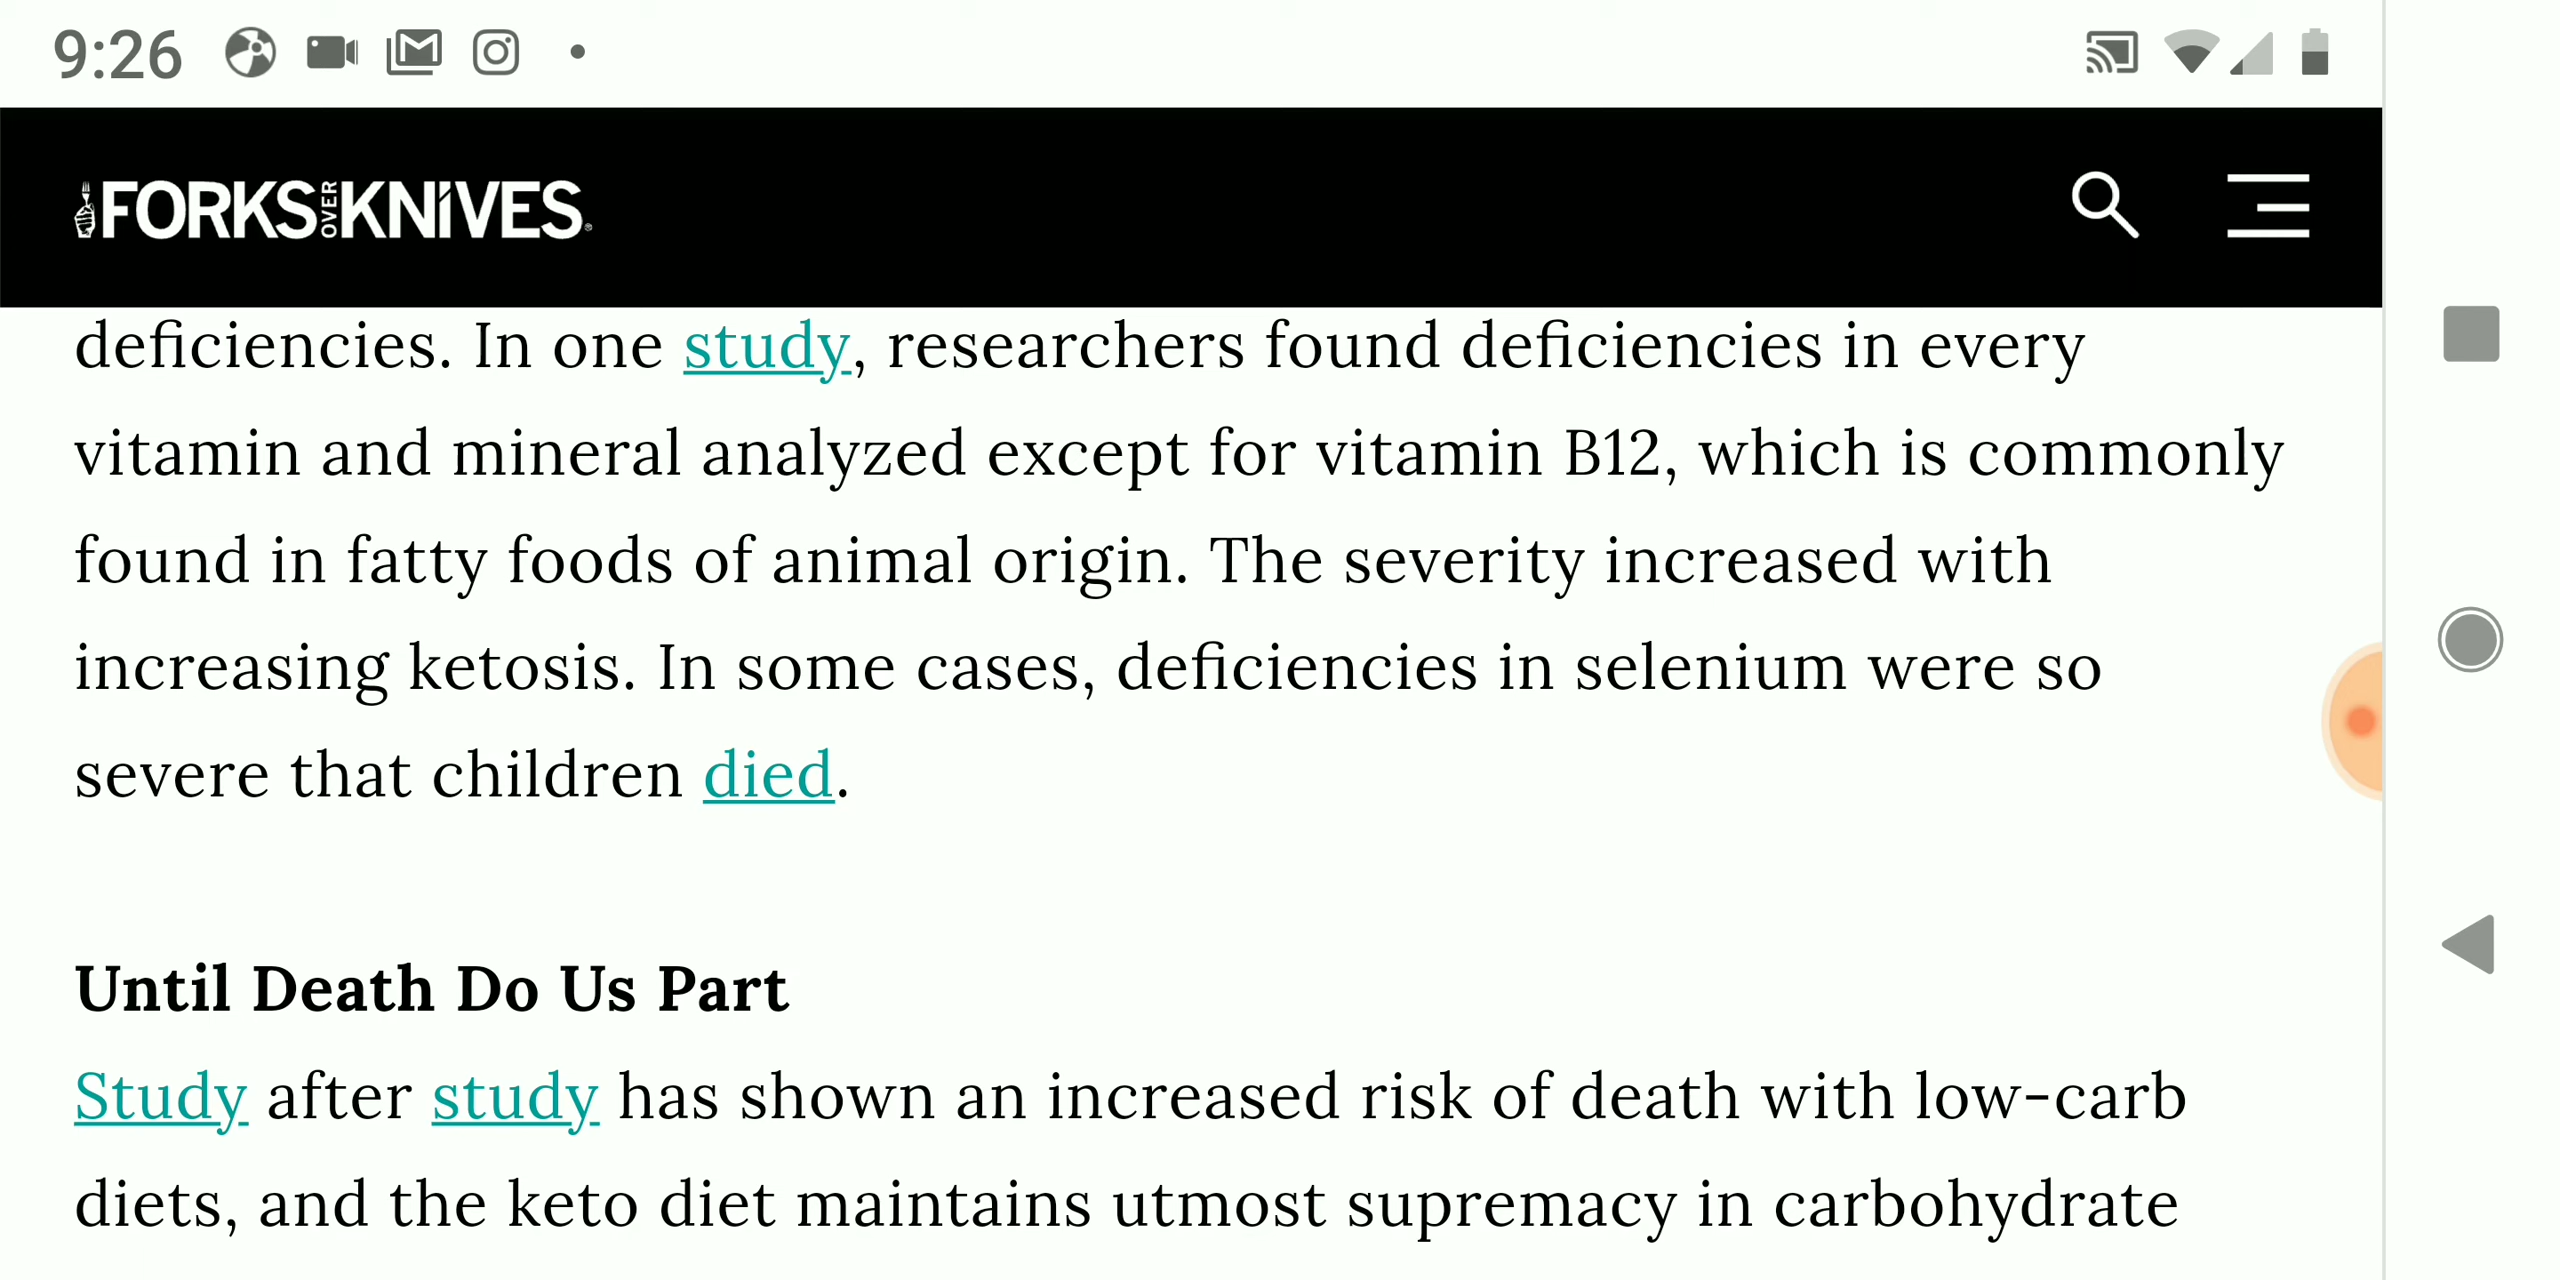 9:26
FORKS OVER KNIVES
deficiencies. In one study, researchers found deficiencies in every
vitamin and mineral analyzed except for vitamin B12, which is commonly
found in fatty foods of animal origin. The severity increased with
increasing ketosis. In some cases, deficiencies in selenium were so
severe that children died.
Until Death Do Us Part
Study after study has shown an increased risk of death with low-carb
diets, and the keto diet maintains utmost supremacy in carbohydrate